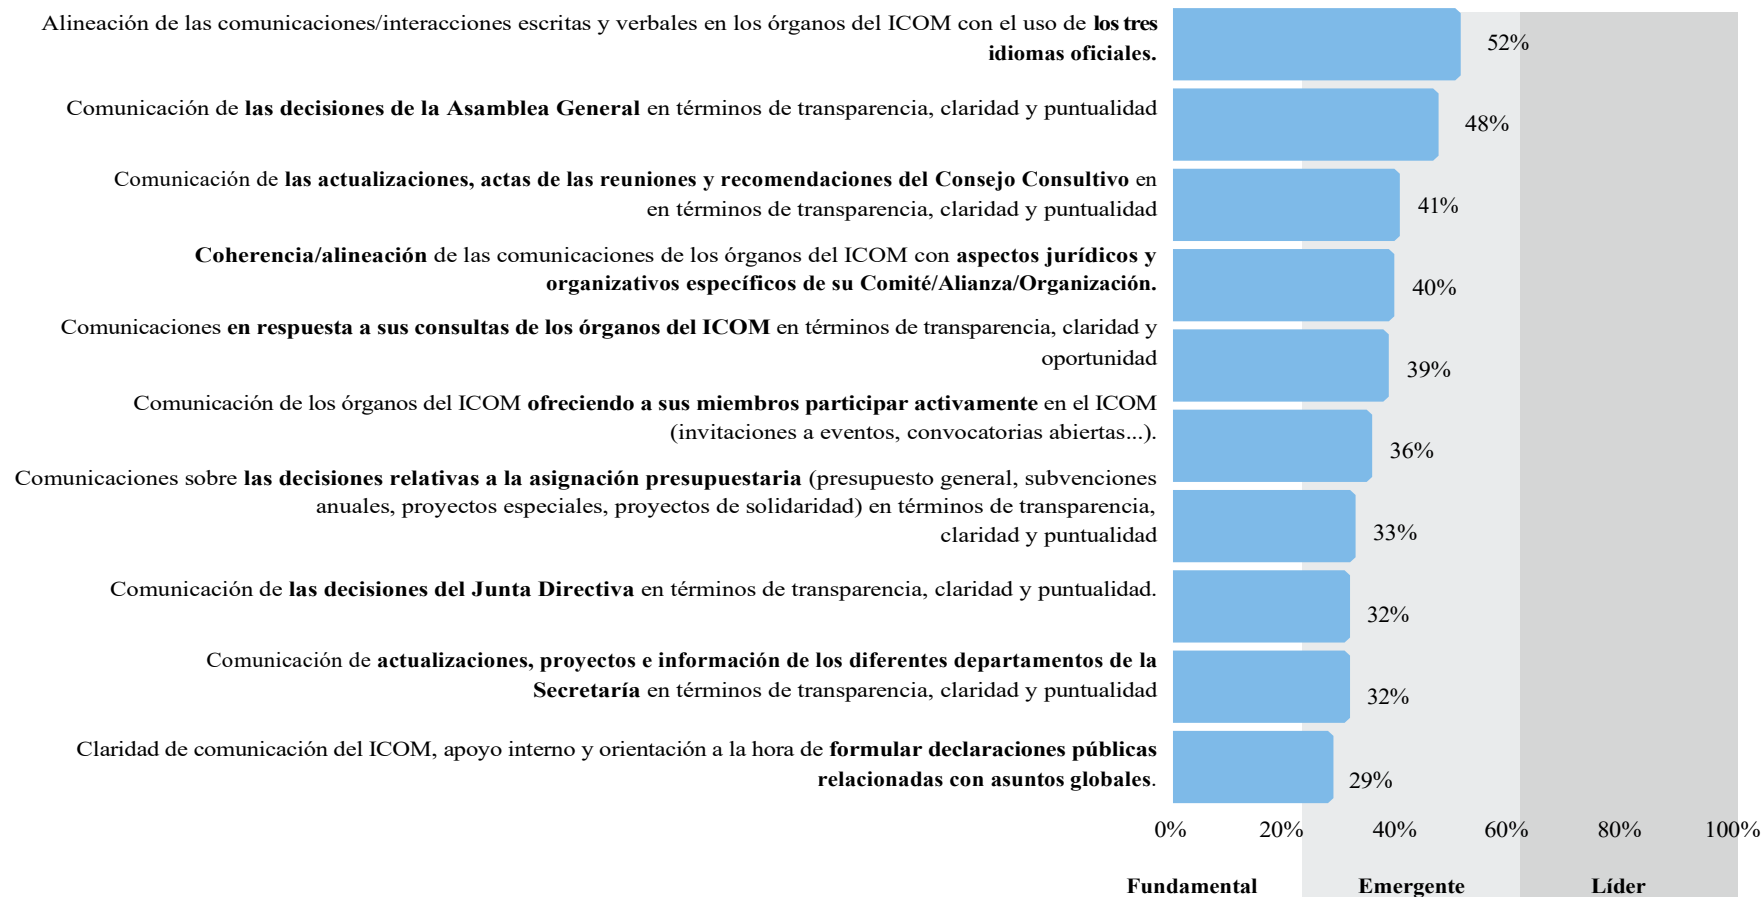 Alineación de las comunicaciones/interacciones escritas y verbales en los órganos del ICOM con el uso de los tres
idiomas oficiales.
52%
Comunicación de las decisiones de la Asamblea General en términos de transparencia, claridad y puntualidad
48%
Comunicación de las actualizaciones, actas de las reuniones y recomendaciones del Consejo Consultivo en
en términos de transparencia, claridad y puntualidad
41%
Coherencia/alineación de las comunicaciones de los órganos del ICOM con aspectos jurídicos y
organizativos específicos de su Comité/Alianza/Organización.
40%
Comunicaciones en respuesta a sus consultas de los órganos del ICOM en términos de transparencia, claridad y
oportunidad
39%
Comunicación de los órganos del ICOM ofreciendo a sus miembros participar activamente en el ICOM
(invitaciones a eventos, convocatorias abiertas...).
36%
Comunicaciones sobre las decisiones relativas a la asignación presupuestaria (presupuesto general, subvenciones
anuales, proyectos especiales, proyectos de solidaridad) en términos de transparencia,
claridad y puntualidad
33%
Comunicación de las decisiones del Junta Directiva en términos de transparencia, claridad y puntualidad.
32%
Comunicación de actualizaciones, proyectos e información de los diferentes departamentos de la
Secretaría en términos de transparencia, claridad y puntualidad
32%
Claridad de comunicación del ICOM, apoyo interno y orientación a la hora de formular declaraciones públicas
relacionadas con asuntos globales.
29%
0% 20% 40% 60% 80% 100%
Fundamental Emergente Líder